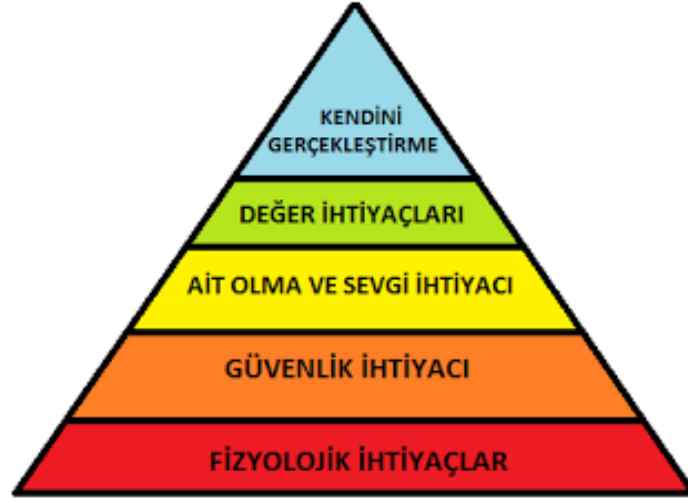 KENDİNİ
GERÇEKLEŞTİRME
DEĞER İHTİYAÇLARI
AİT OLMA VE SEVGİ İHTİYACI
GÜVENLİK İHTİYACI
FİZYOLOJİK İHTİYAÇLAR